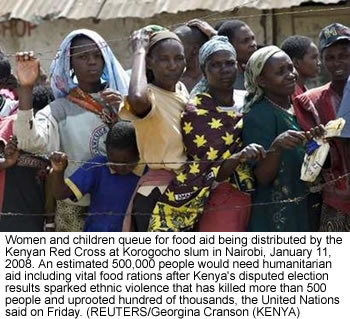 SHOP
Women and children queue for food aid being distributed by the
Kenyan Red Cross at Korogocho slum in Nairobi, January 11,
2008. An estimated 500,000 people would need humanitarian
aid including vital food rations after Kenya's disputed election
results sparked ethnic violence that has killed more than 500
people and uprooted hundred of thousands, the United Nations
said on Friday. (REUTERS/Georgina Cranson (KENYA)